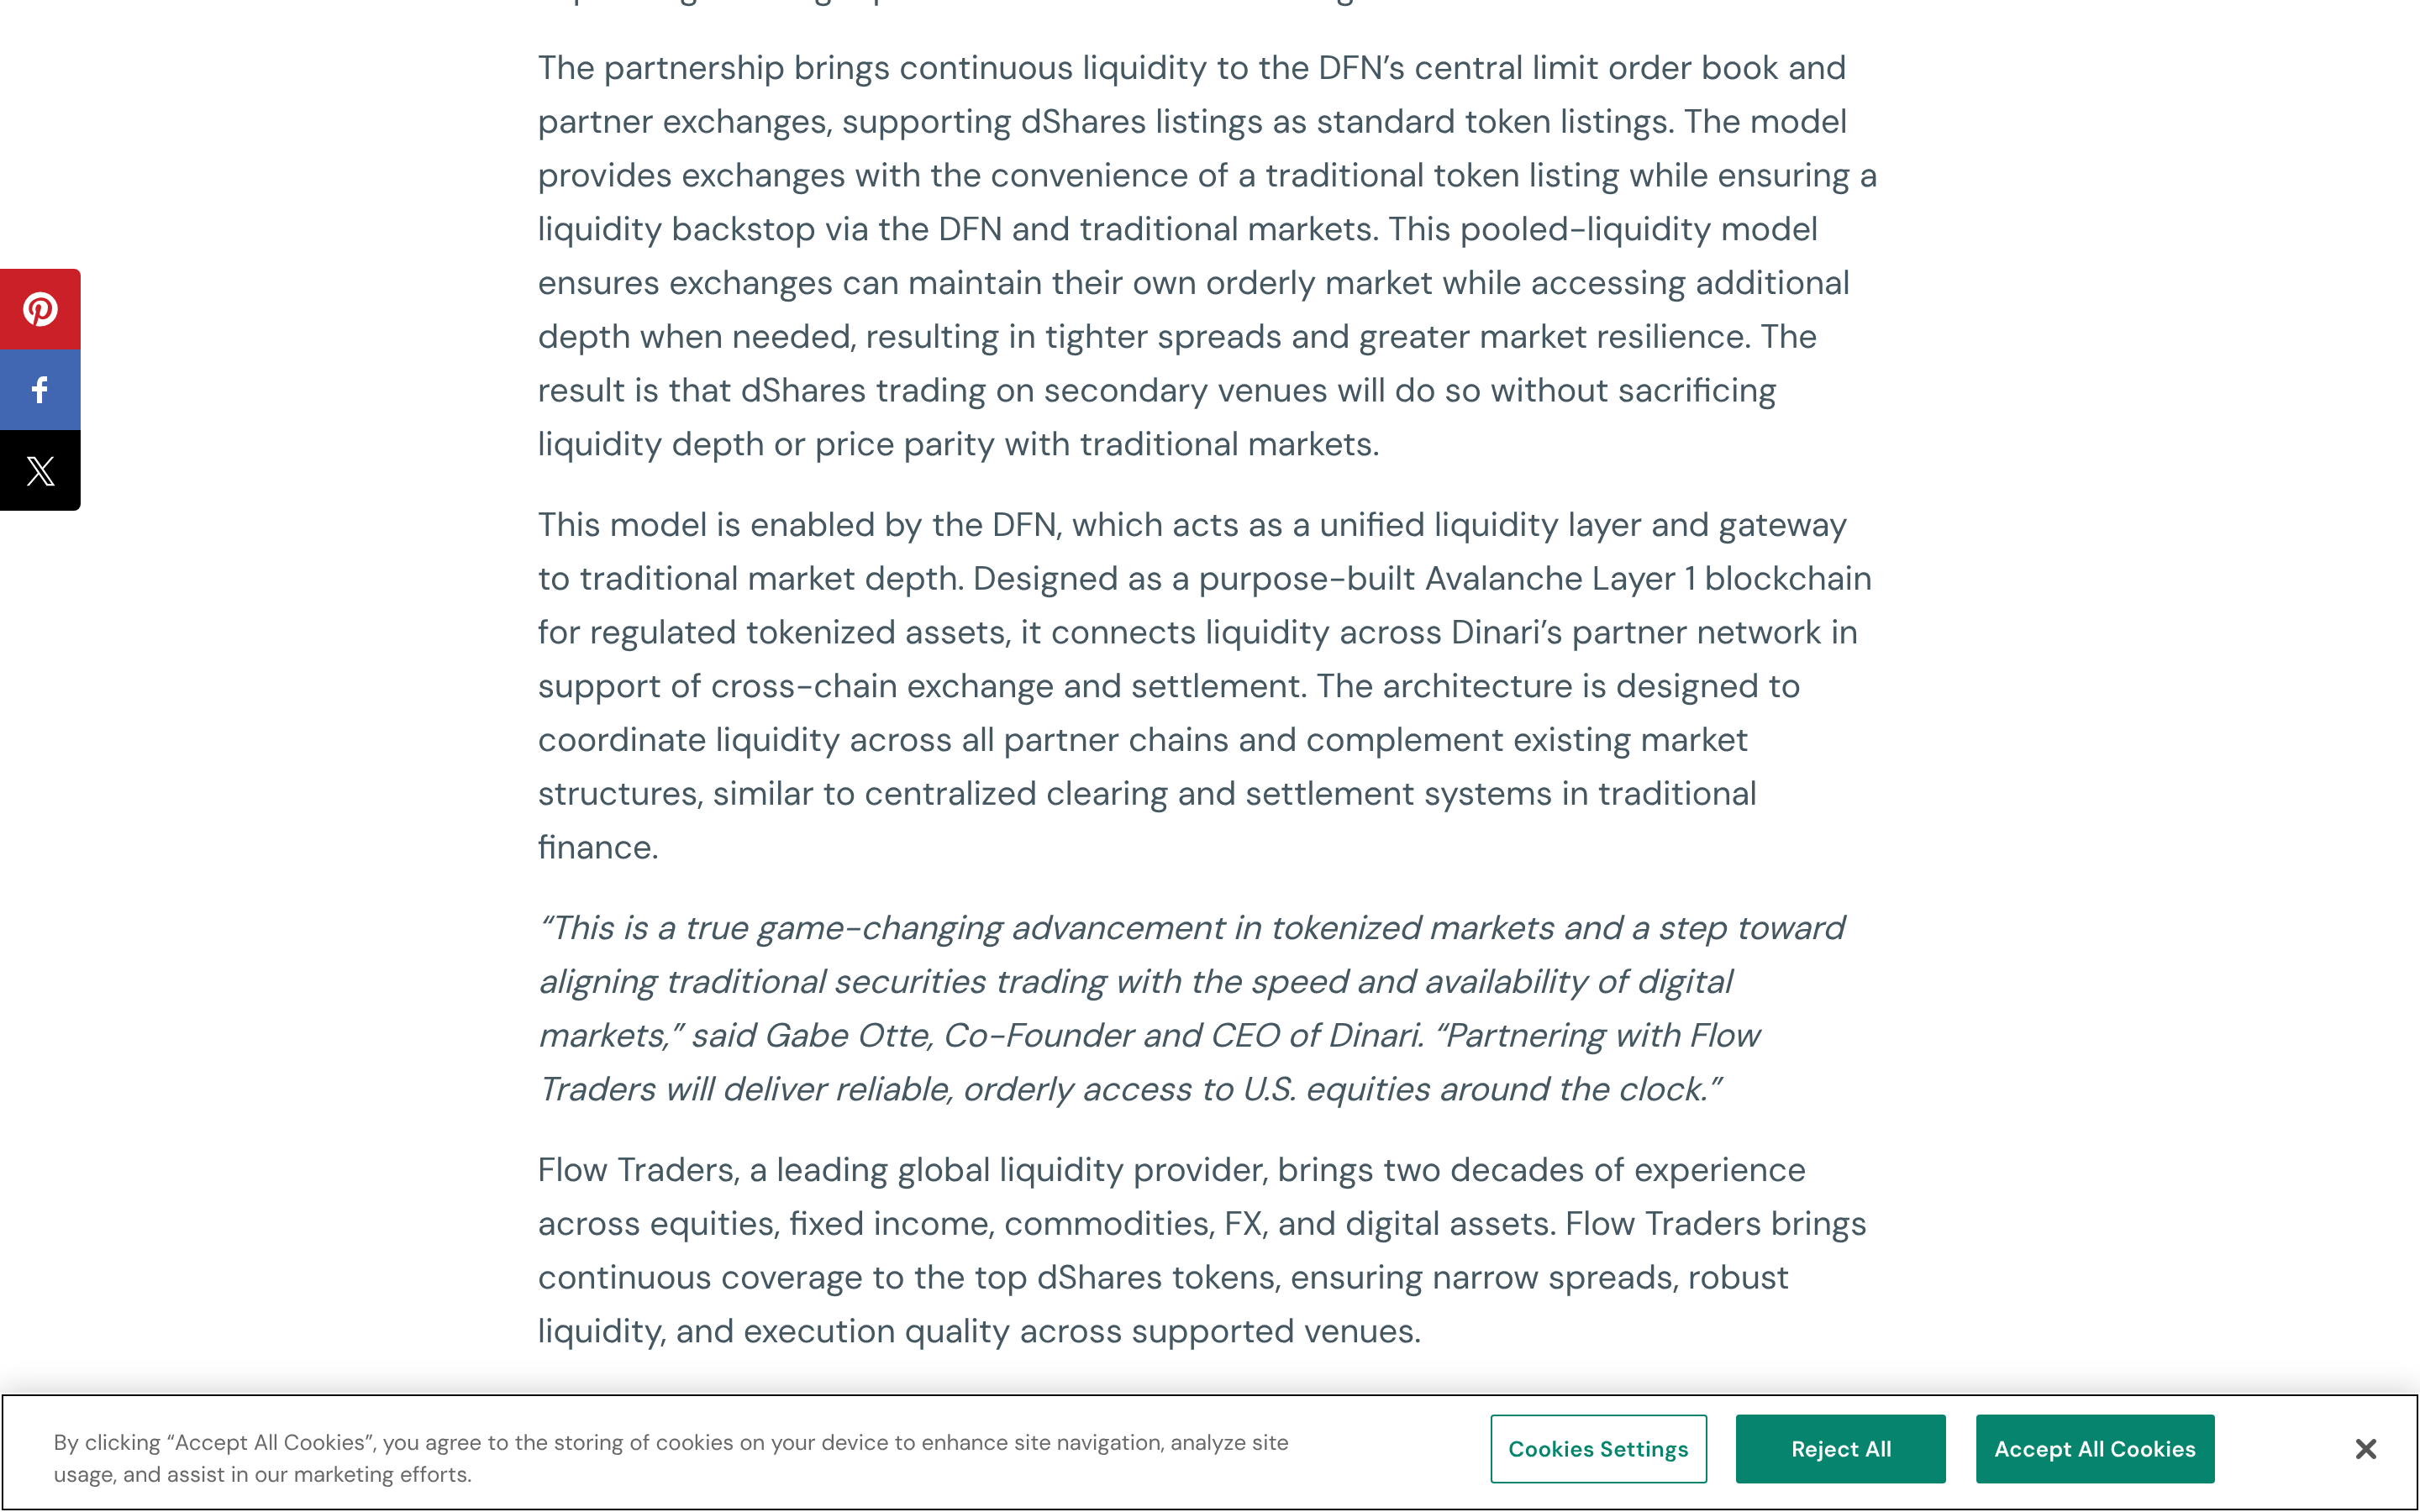 The partnership brings continuous liquidity to the DFN’s central limit order book and
partner exchanges, supporting dShares listings as standard token listings. The model
provides exchanges with the convenience of a traditional token listing while ensuring a
liquidity backstop via the DFN and traditional markets. This pooled-liquidity model
ensures exchanges can maintain their own orderly market while accessing additional
depth when needed, resulting in tighter spreads and greater market resilience. The
result is that dShares trading on secondary venues will do so without sacrificing
liquidity depth or price parity with traditional markets.
This model is enabled by the DFN, which acts as a unified liquidity layer and gateway
to traditional market depth. Designed as a purpose-built Avalanche Layer 1 blockchain
for regulated tokenized assets, it connects liquidity across Dinari’s partner network in
support of cross-chain exchange and settlement. The architecture is designed to
coordinate liquidity across all partner chains and complement existing market
structures, similar to centralized clearing and settlement systems in traditional
finance.
“This is a true game-changing advancement in tokenized markets and a step toward
aligning traditional securities trading with the speed and availability of digital
markets,” said Gabe Otte, Co-Founder and CEO of Dinari. “Partnering with Flow
Traders will deliver reliable, orderly access to U.S. equities around the clock.”
Flow Traders, a leading global liquidity provider, brings two decades of experience
across equities, fixed income, commodities, FX, and digital assets. Flow Traders brings
continuous coverage to the top dShares tokens, ensuring narrow spreads, robust
liquidity, and execution quality across supported venues.
By clicking “Accept All Cookies”, you agree to the storing of cookies on your device to enhance site navigation, analyze site
usage, and assist in our marketing efforts.
Cookies Settings
Reject All
Accept All Cookies